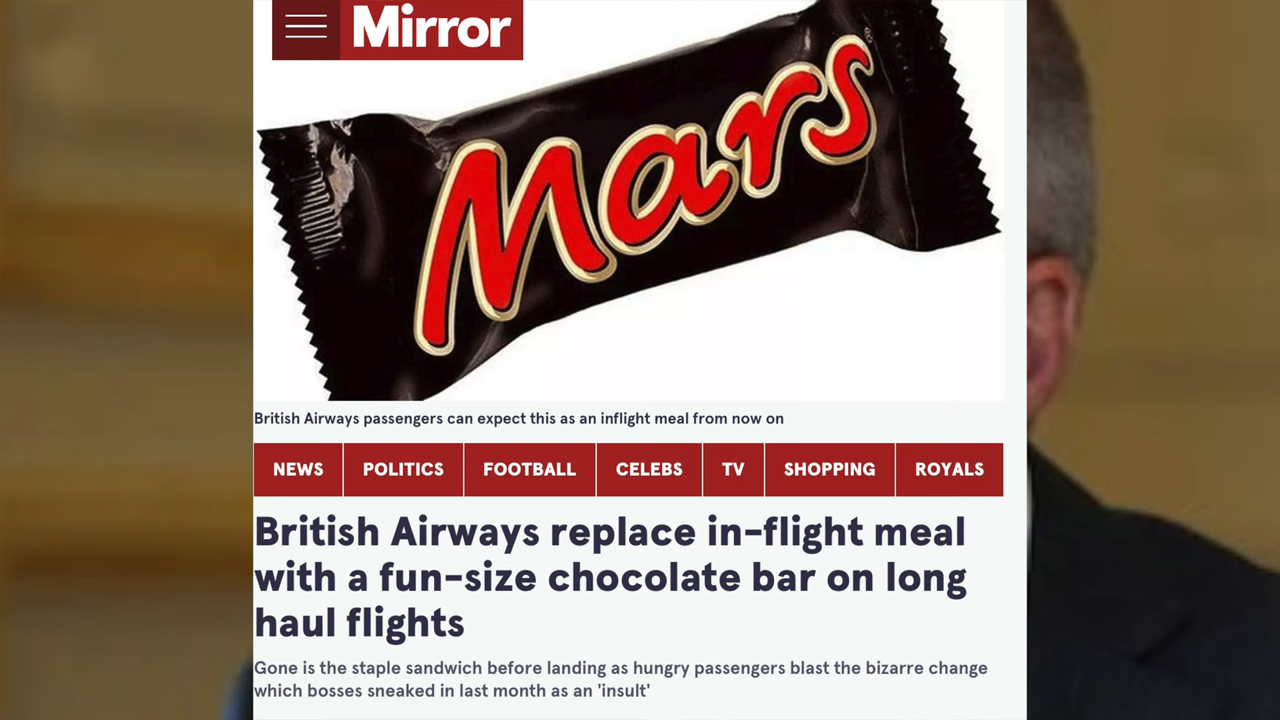 Mirror
Mars
British Airways passengers can expect this as an inflight meal from now on
NEWS POLITICS FOOTBALL CELEBS TV SHOPPING ROYALS
British Airways replace in-flight meal
with a fun-size chocolate bar on long
haul flights
Gone is the staple sandwich before landing as hungry passengers blast the bizarre change
which bosses sneaked in last month as an 'insult'